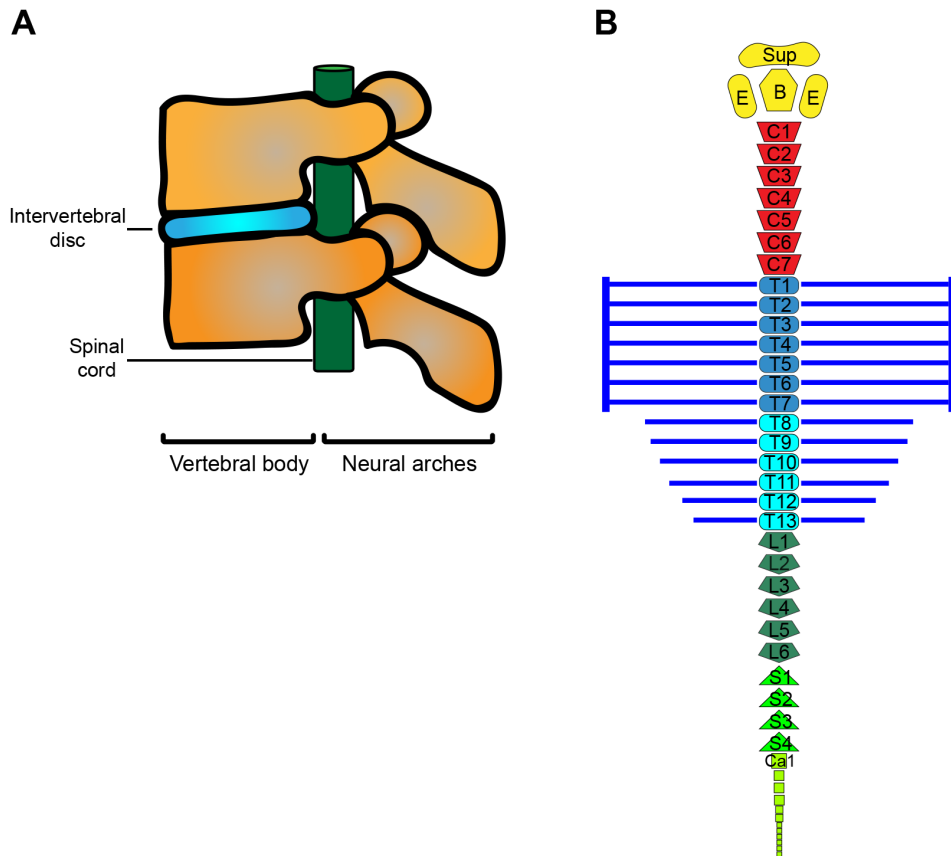 A
Intervertebral
disc
Spinal
cord
Vertebral body
Neural arches
B
Sup
E
B
E
C1
C2
C3
C4
C5
C6
C7
T1
T2
T3
T4
T5
T6
T7
T8
T9
T10
T11
T12
T13
L1
L2
L3
L4
L5
L6
S1
S2
S3
S4
Ca1